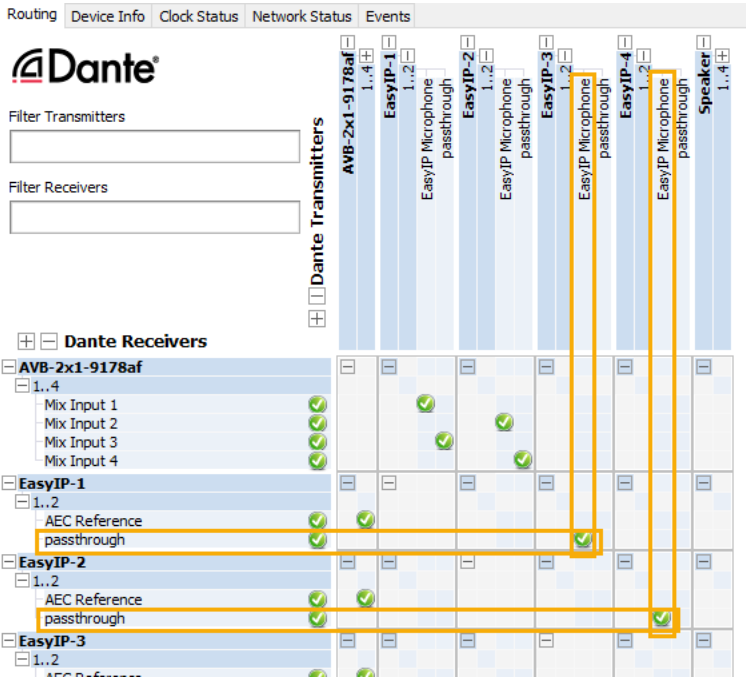 Routing Device Info Clock Status Network Status Events
Dante®
Filter Transmitters
Filter Receivers
Dante Transmitters
AVB-2x1-9178af
1..4
EasyIP-1
1..2
EasyIP Microphone
passthrough
EasyIP-2
1..2
EasyIP Microphone
passthrough
EasyIP-3
1..2
EasyIP Microphone
passthrough
EasyIP-4
1..2
EasyIP Microphone
passthrough
Speaker
1..4
Dante Receivers
AVB-2x1-9178af
1..4
Mix Input 1
Mix Input 2
Mix Input 3
Mix Input 4
EasyIP-1
1..2
AEC Reference
passthrough
EasyIP-2
1..2
AEC Reference
passthrough
EasyIP-3
1..2
AEC Reference